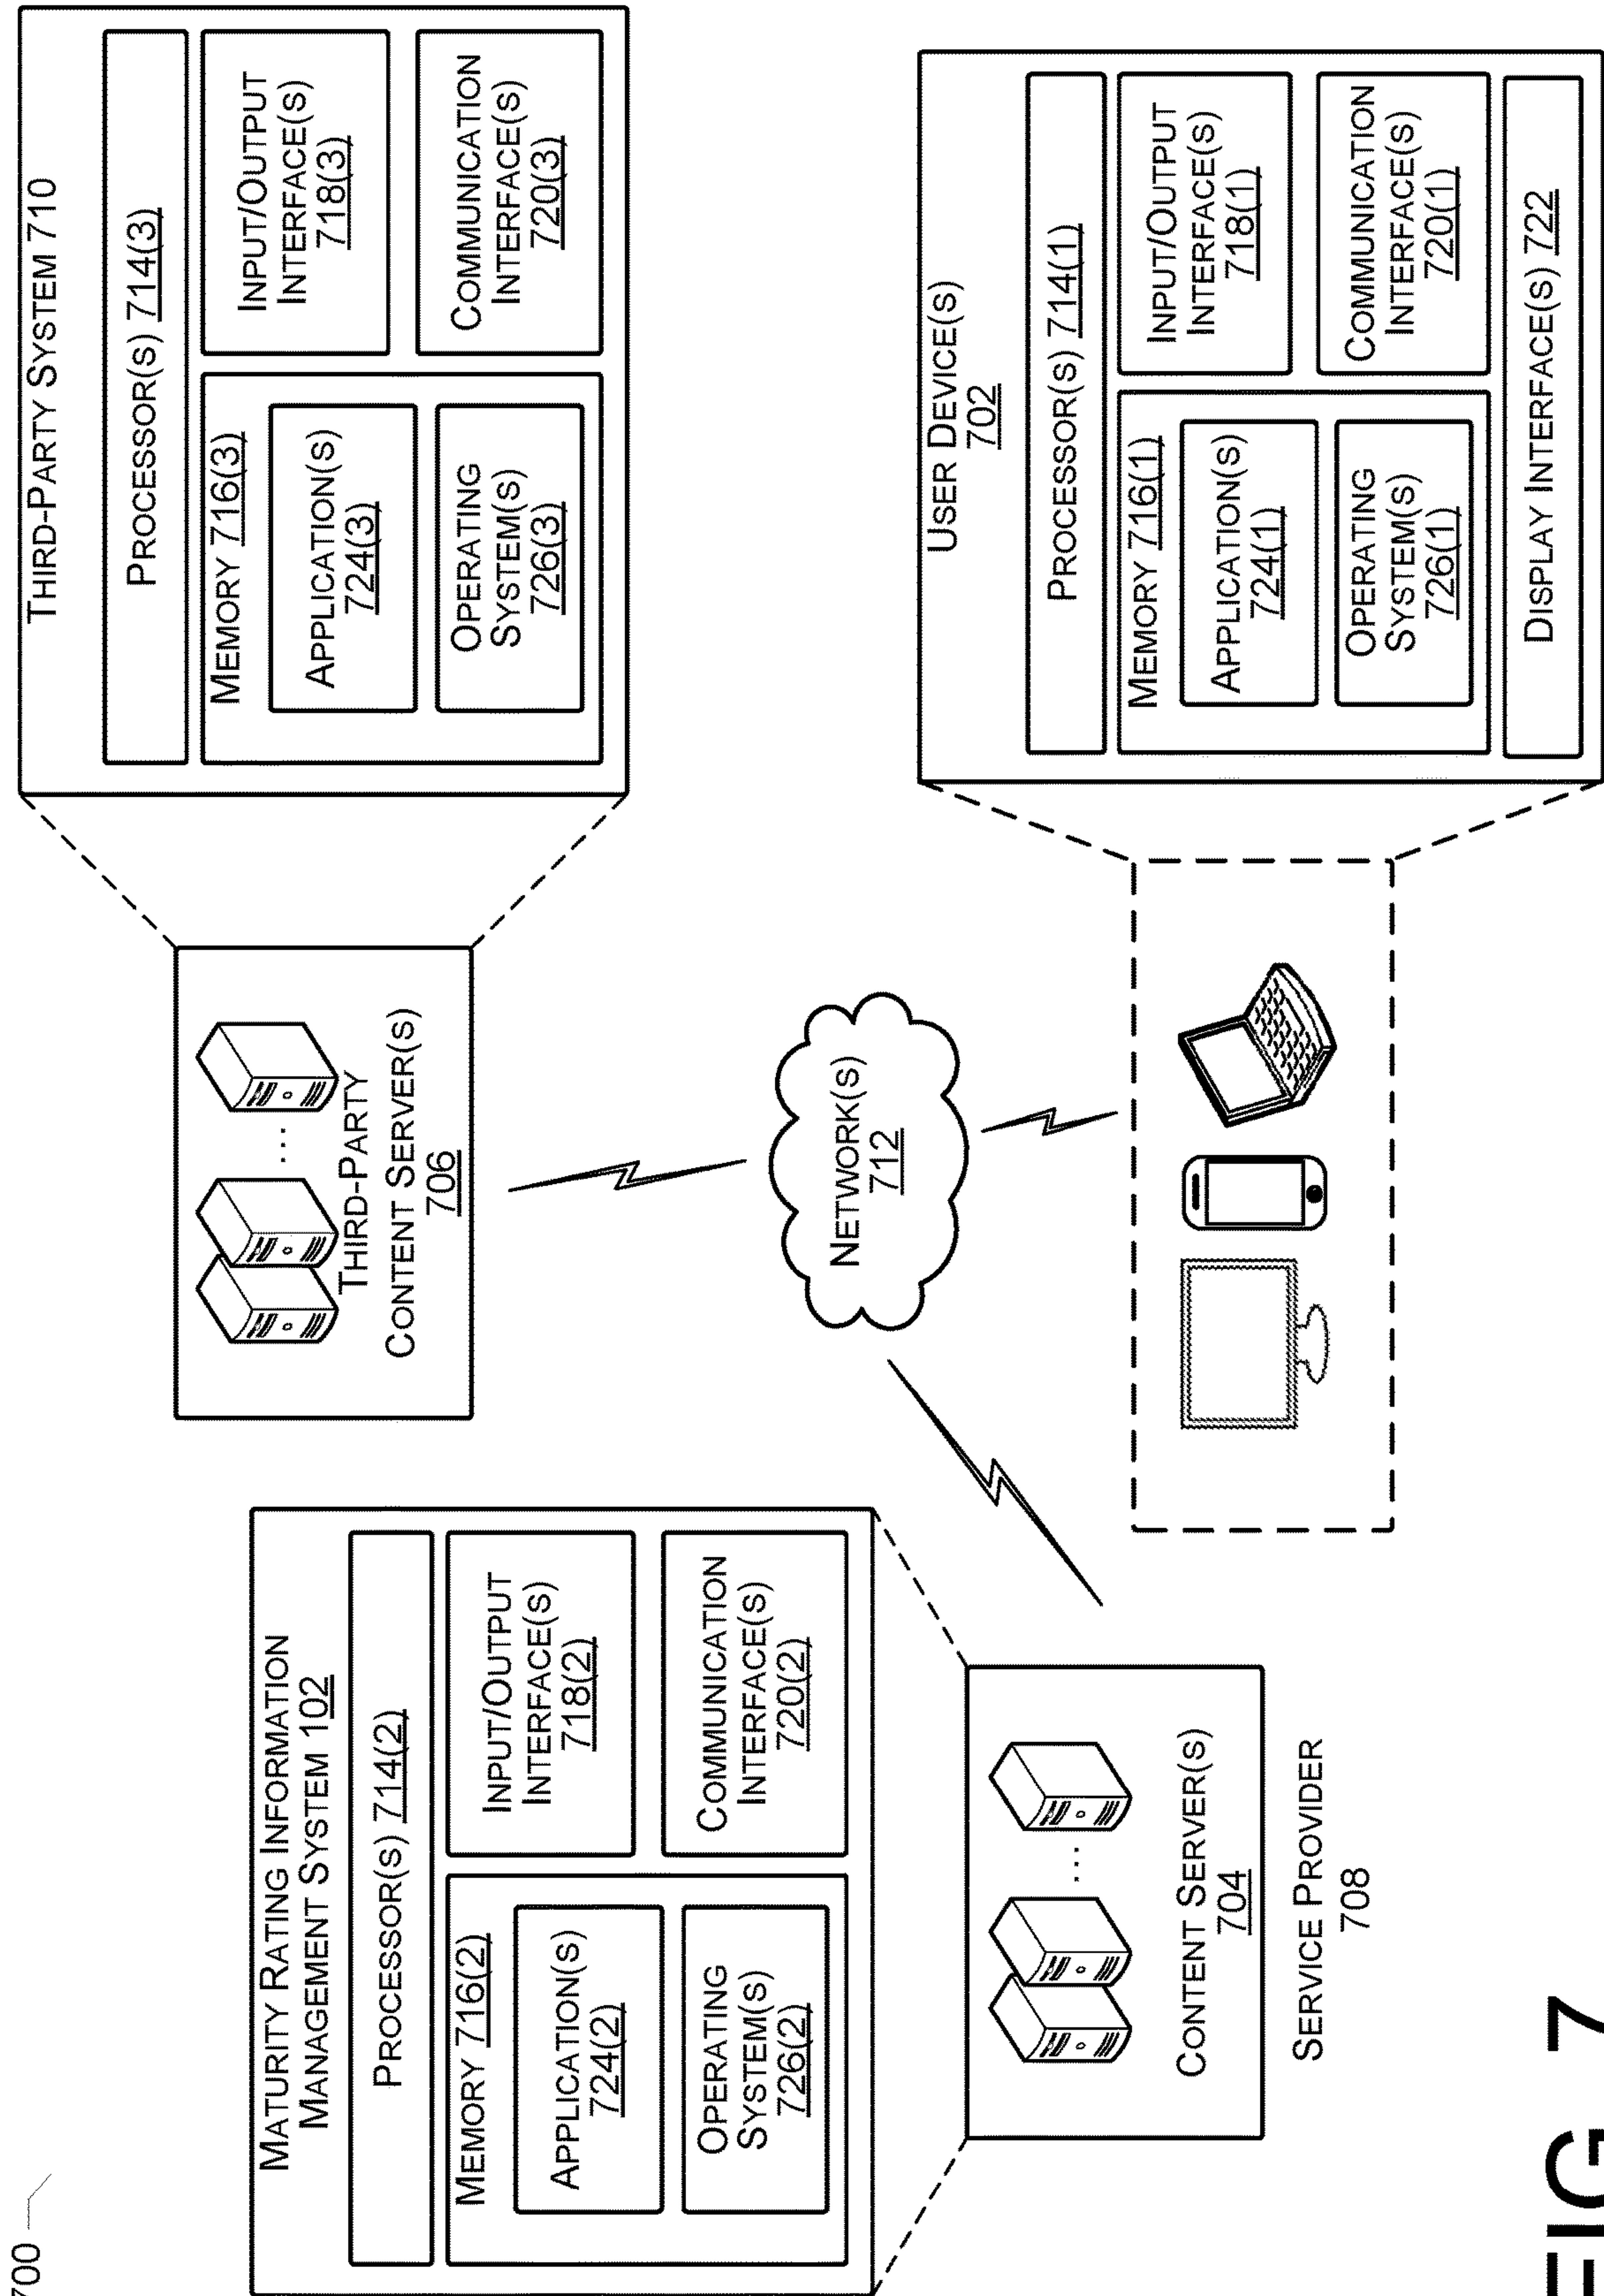 700
MATURITY RATING INFORMATION
MANAGEMENT SYSTEM 102
PROCESSOR(S) 714(2)
MEMORY 716(2)
APPLICATION(S)
724(2)
OPERATING
SYSTEM(S)
726(2)
INPUT/OUTPUT
INTERFACE(S)
718(2)
COMMUNICATION
INTERFACE(S)
720(2)
CONTENT SERVER(S)
704
SERVICE PROVIDER
708
THIRD-PARTY
CONTENT SERVER(S)
706
NETWORK(S)
712
THIRD-PARTY SYSTEM 710
PROCESSOR(S) 714(3)
MEMORY 716(3)
APPLICATION(S)
724(3)
OPERATING
SYSTEM(S)
726(3)
INPUT/OUTPUT
INTERFACE(S)
718(3)
COMMUNICATION
INTERFACE(S)
720(3)
USER DEVICE(S)
702
PROCESSOR(S) 714(1)
MEMORY 716(1)
APPLICATION(S)
724(1)
OPERATING
SYSTEM(S)
726(1)
INPUT/OUTPUT
INTERFACE(S)
718(1)
COMMUNICATION
INTERFACE(S)
720(1)
DISPLAY INTERFACE(S) 722
FIG 7